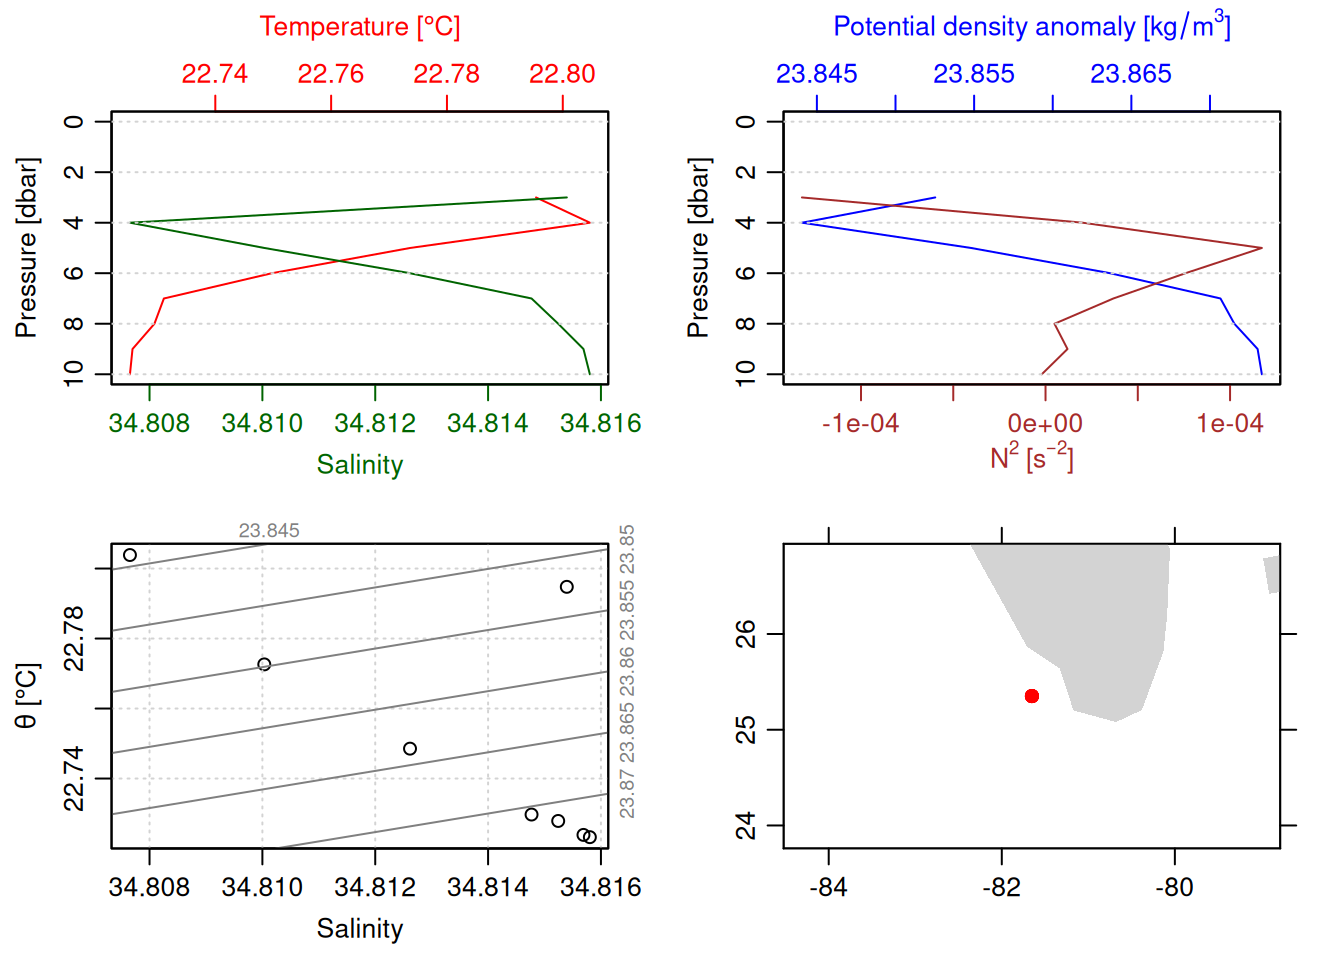 Temperature [°C]
22.74 22.76 22.78 22.80
0
2
4
6
8
10
Pressure [dbar]
34.808 34.810 34.812 34.814 34.816
Salinity
Potential density anomaly [kg/m³]
23.845 23.855 23.865
0
2
4
6
8
10
Pressure [dbar]
-1e-04 0e+00 1e-04
N² [s⁻²]
23.845
23.85
23.855
23.86
23.865
23.87
22.78
22.74
θ [°C]
34.808 34.810 34.812 34.814 34.816
Salinity
26
25
24
-84 -82 -80